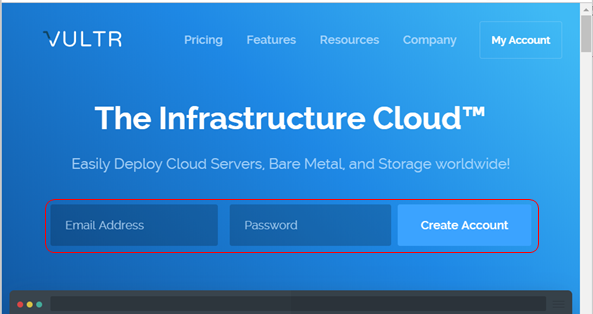 VULTR Pricing Features Resources Company My Account
The Infrastructure Cloud™
Easily Deploy Cloud Servers, Bare Metal, and Storage worldwide!
Email Address Password Create Account